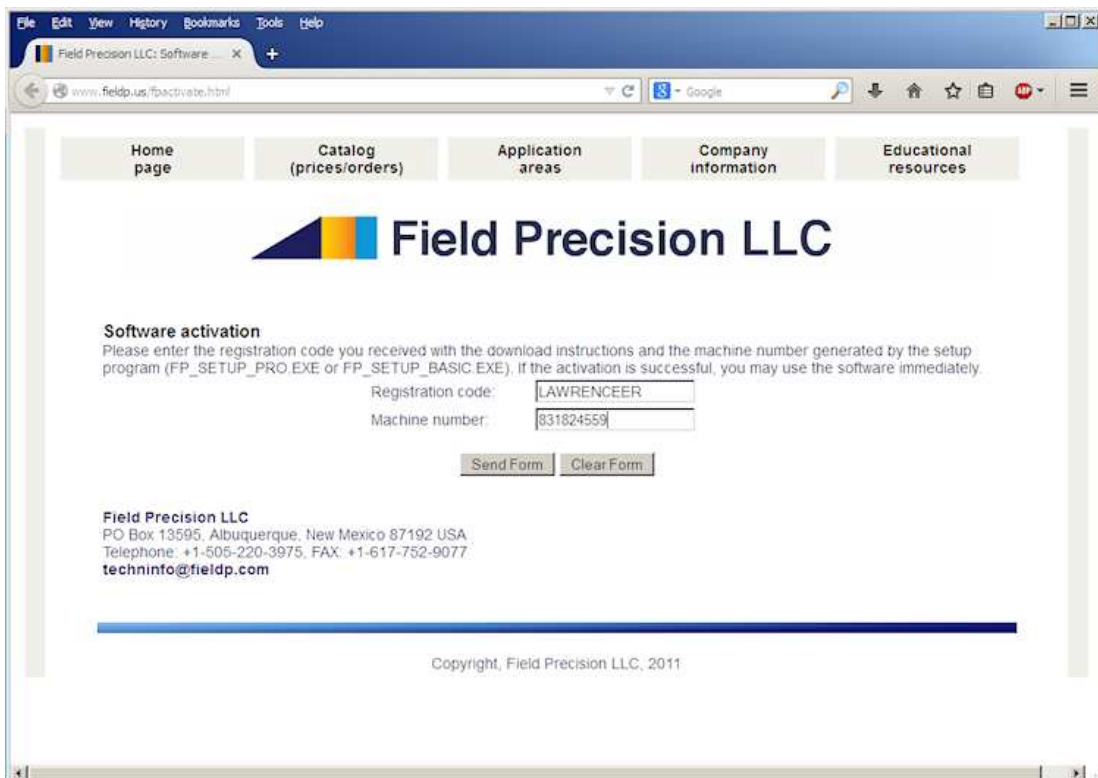 File Edit View History Bookmarks Tools Help
Field Precision LLC: Software ...
www.fieldp.us/fpactivate.html Google
Home page
Catalog (prices/orders)
Application areas
Company information
Educational resources
Field Precision LLC
Software activation
Please enter the registration code you received with the download instructions and the machine number generated by the setup
program (FP_SETUP_PRO.EXE or FP_SETUP_BASIC.EXE). If the activation is successful, you may use the software immediately.
Registration code: LAWRENCEER
Machine number: 831824559
Send Form Clear Form
Field Precision LLC
PO Box 13595, Albuquerque, New Mexico 87192 USA
Telephone: +1-505-220-3975, FAX: +1-617-752-9077
techninfo@fieldp.com
Copyright, Field Precision LLC, 2011